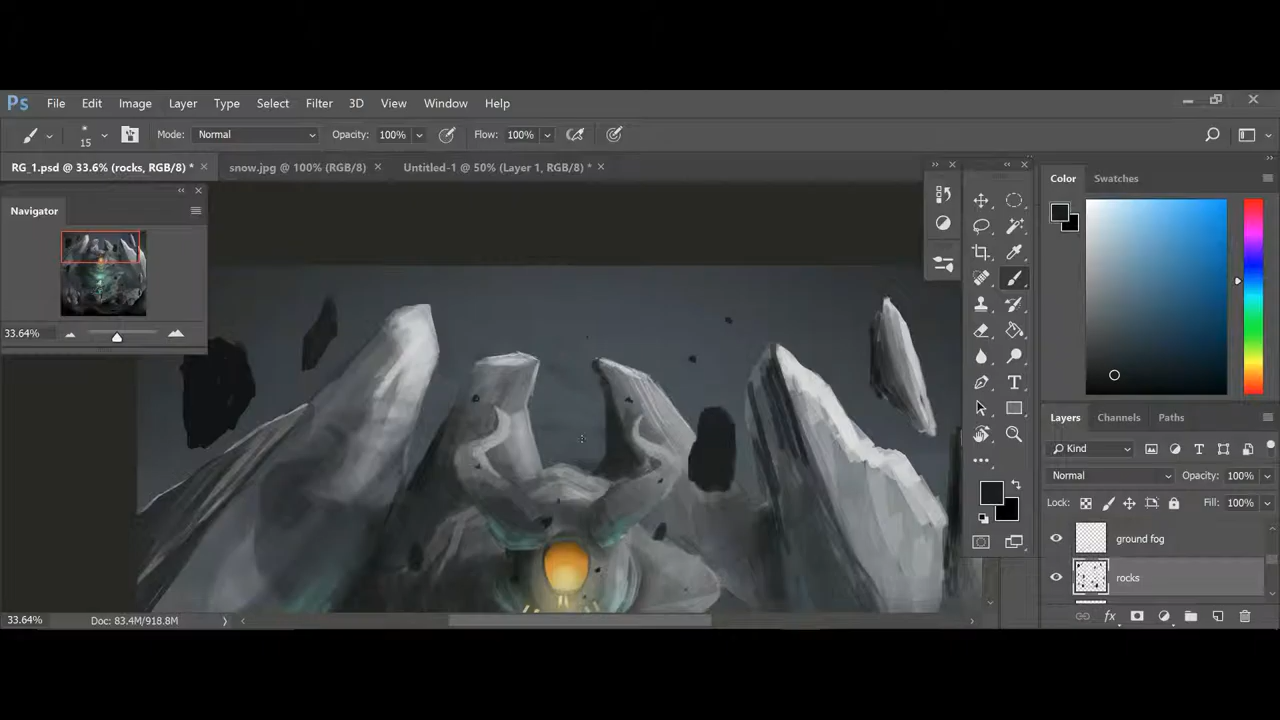 Ps File Edit Image Layer Type Select Filter 3D View Window Help
15 Mode: Normal Opacity: 100% Flow: 100%
RG_1.psd @ 33.6% (rocks, RGB/8) * snow.jpg @ 100% (RGB/8) Untitled-1 @ 50% (Layer 1, RGB/8) *
Navigator
33.64%
Color Swatches
Layers Channels Paths
Kind
Normal Opacity: 100%
Lock: Fill: 100%
ground fog
rocks
fx
33.64% Doc: 83.4M/918.8M